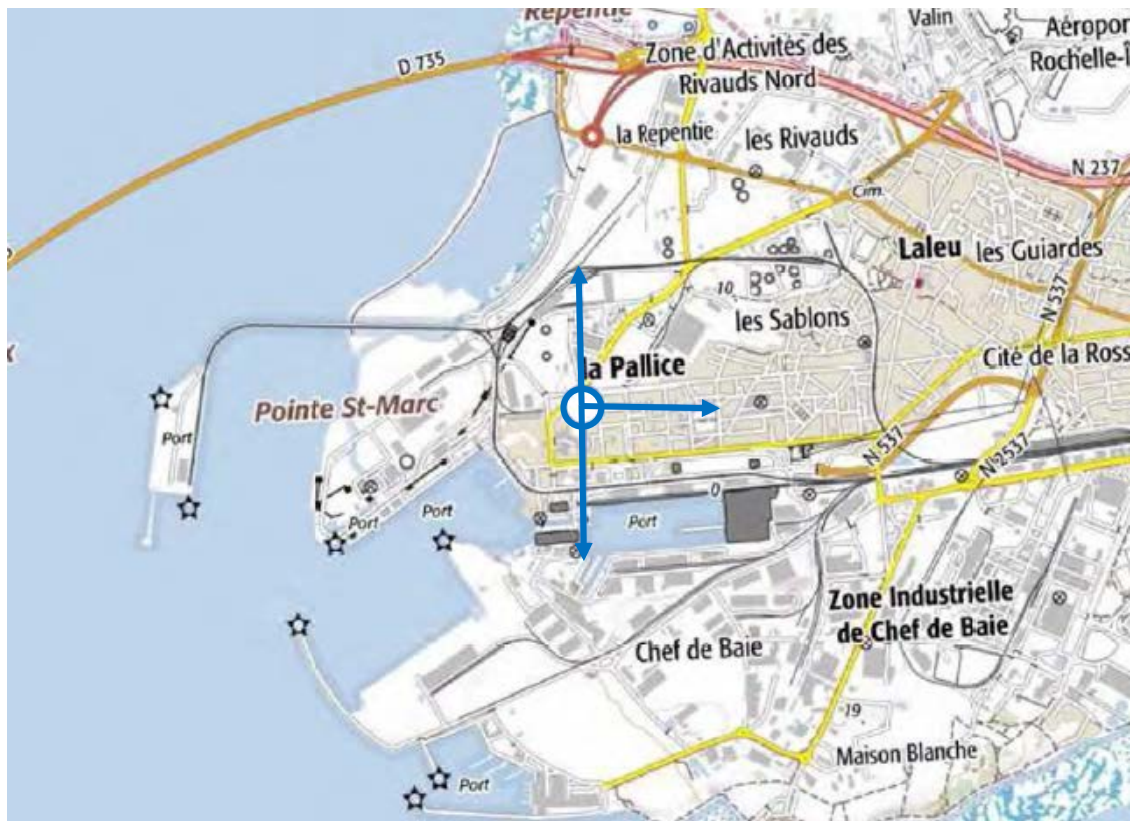 Repentie
Valin
Aéropor
Rochelle-Î
Zone d'Activités des
Rivauds Nord
D 735
la Repentie
les Rivauds
N 237
Cim.
Laleu
les Guiardes
N 537
10
les Sablons
Cité de la Ross
la Pallice
Pointe St-Marc
Port
N 537
N 2537
0
Port
Port
Port
Zone Industrielle
de Chef de Baie
Chef de Baie
19
Maison Blanche
Port